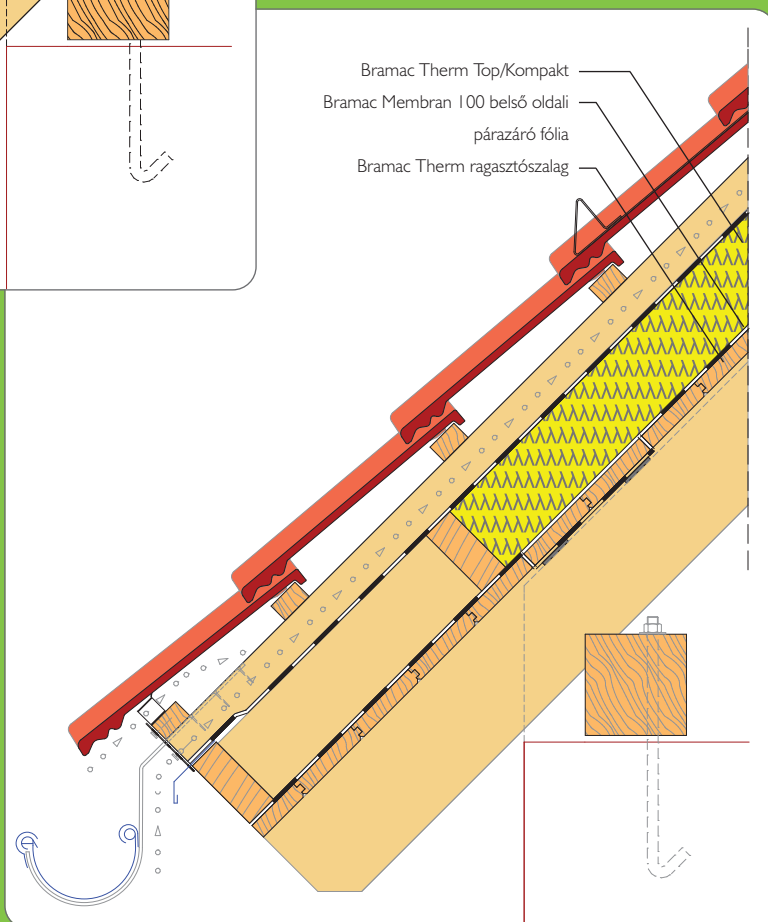 Bramac Therm Top/Kompakt
Bramac Membran 100 belső oldali
párazáró fólia
Bramac Therm ragasztószalag